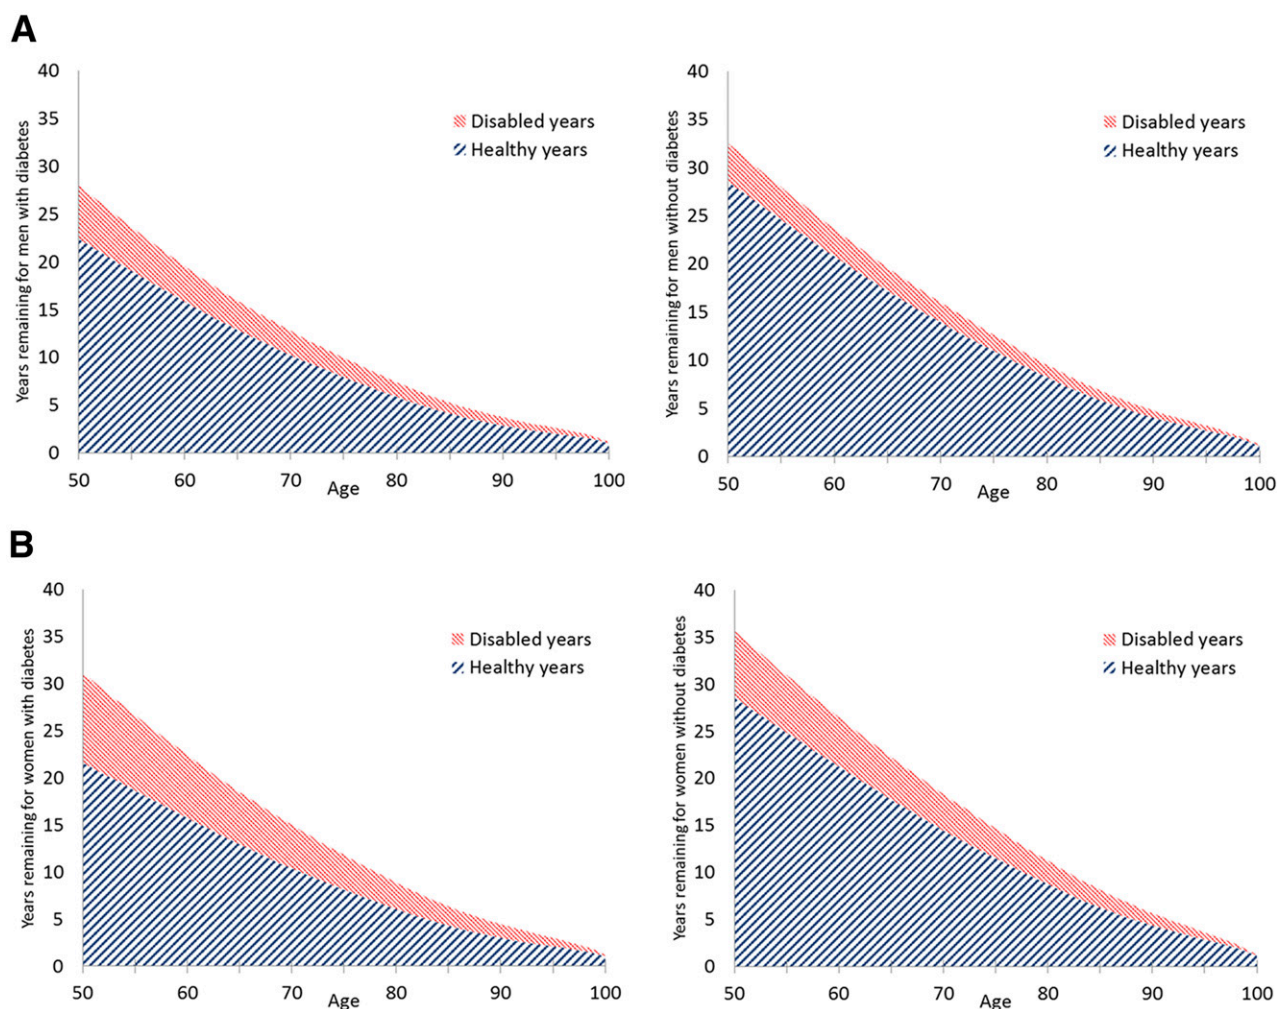 A
Years remaining for men with diabetes
40
35
30
25
20
15
10
5
0
Disabled years
Healthy years
50 60 70 80 90 100
Age
Years remaining for men without diabetes
40
35
30
25
20
15
10
5
0
Disabled years
Healthy years
50 60 70 80 90 100
Age
B
Years remaining for women with diabetes
40
35
30
25
20
15
10
5
0
Disabled years
Healthy years
50 60 70 80 90 100
Age
Years remaining for women without diabetes
40
35
30
25
20
15
10
5
0
Disabled years
Healthy years
50 60 70 80 90 100
Age